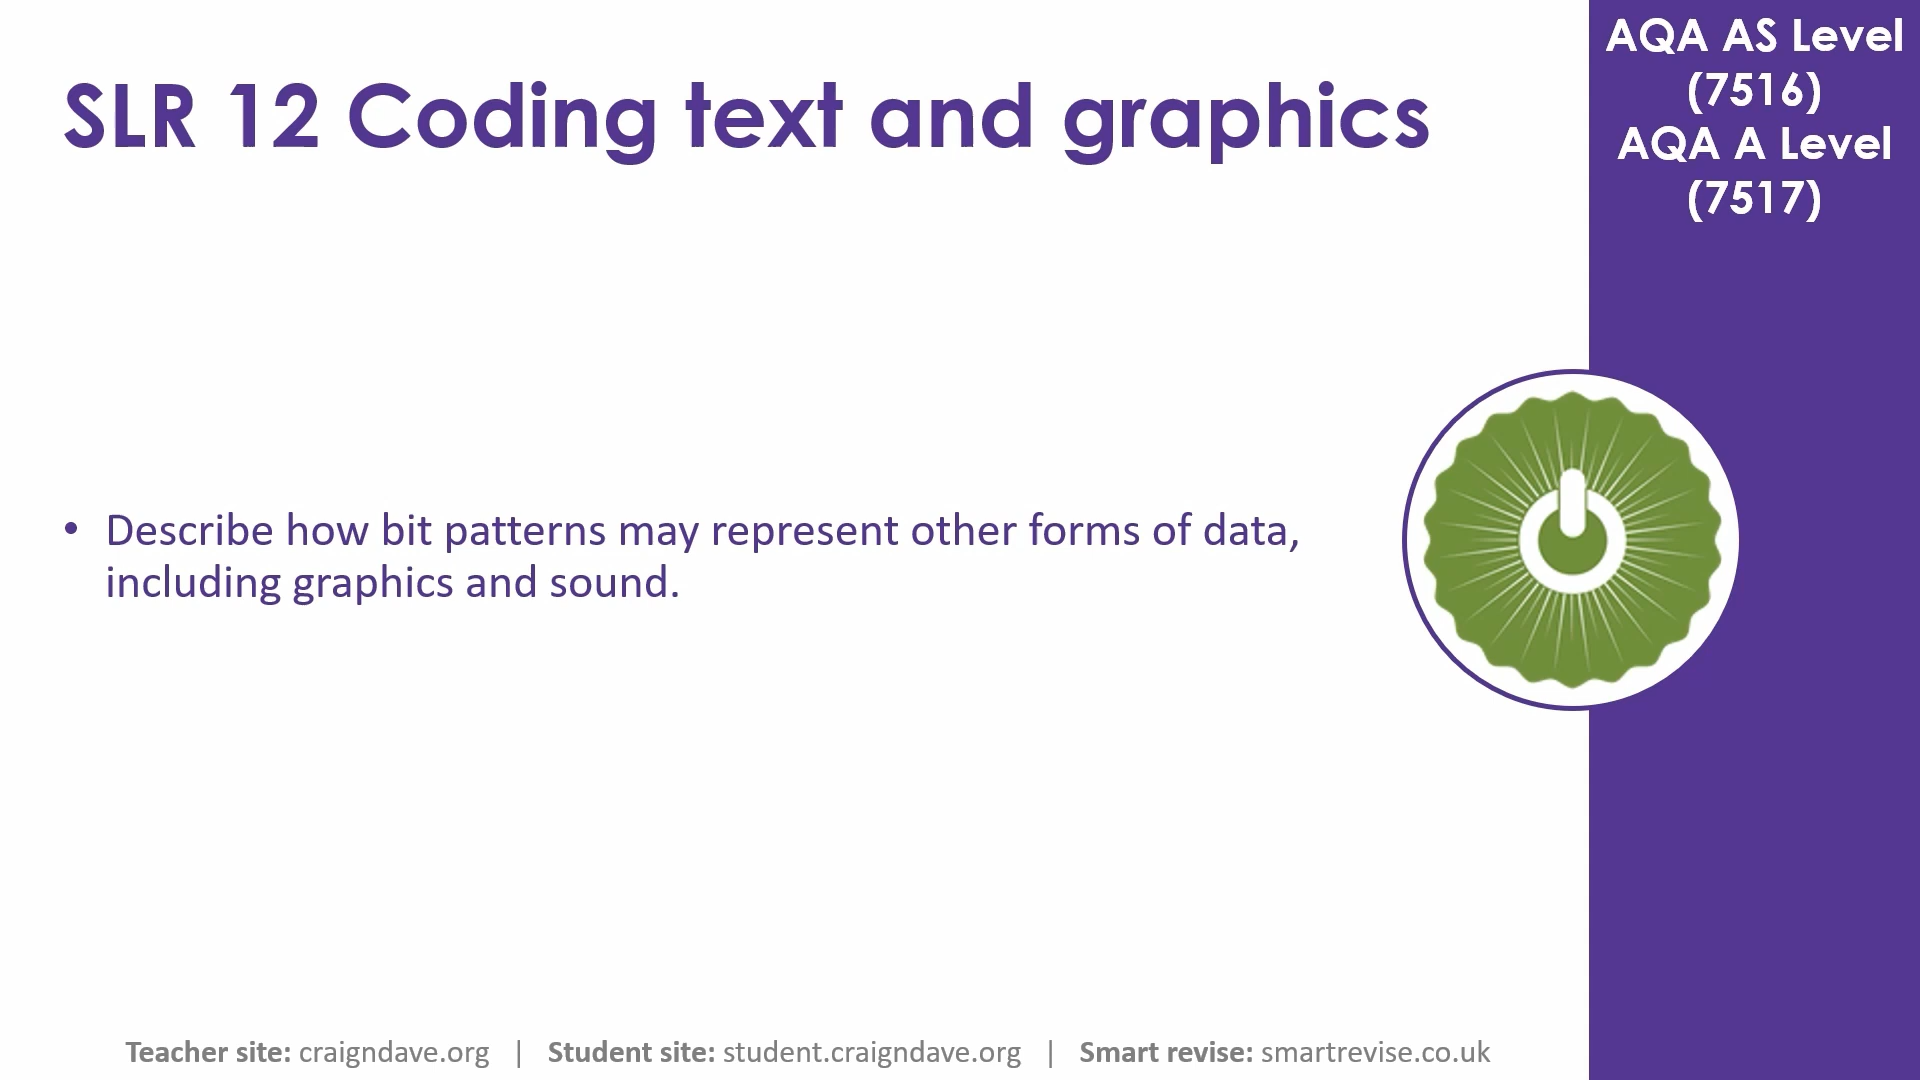 SLR 12 Coding text and graphics
AQA AS Level
(7516)
AQA A Level
(7517)
• Describe how bit patterns may represent other forms of data,
including graphics and sound.
Teacher site: craigndave.org | Student site: student.craigndave.org | Smart revise: smartrevise.co.uk